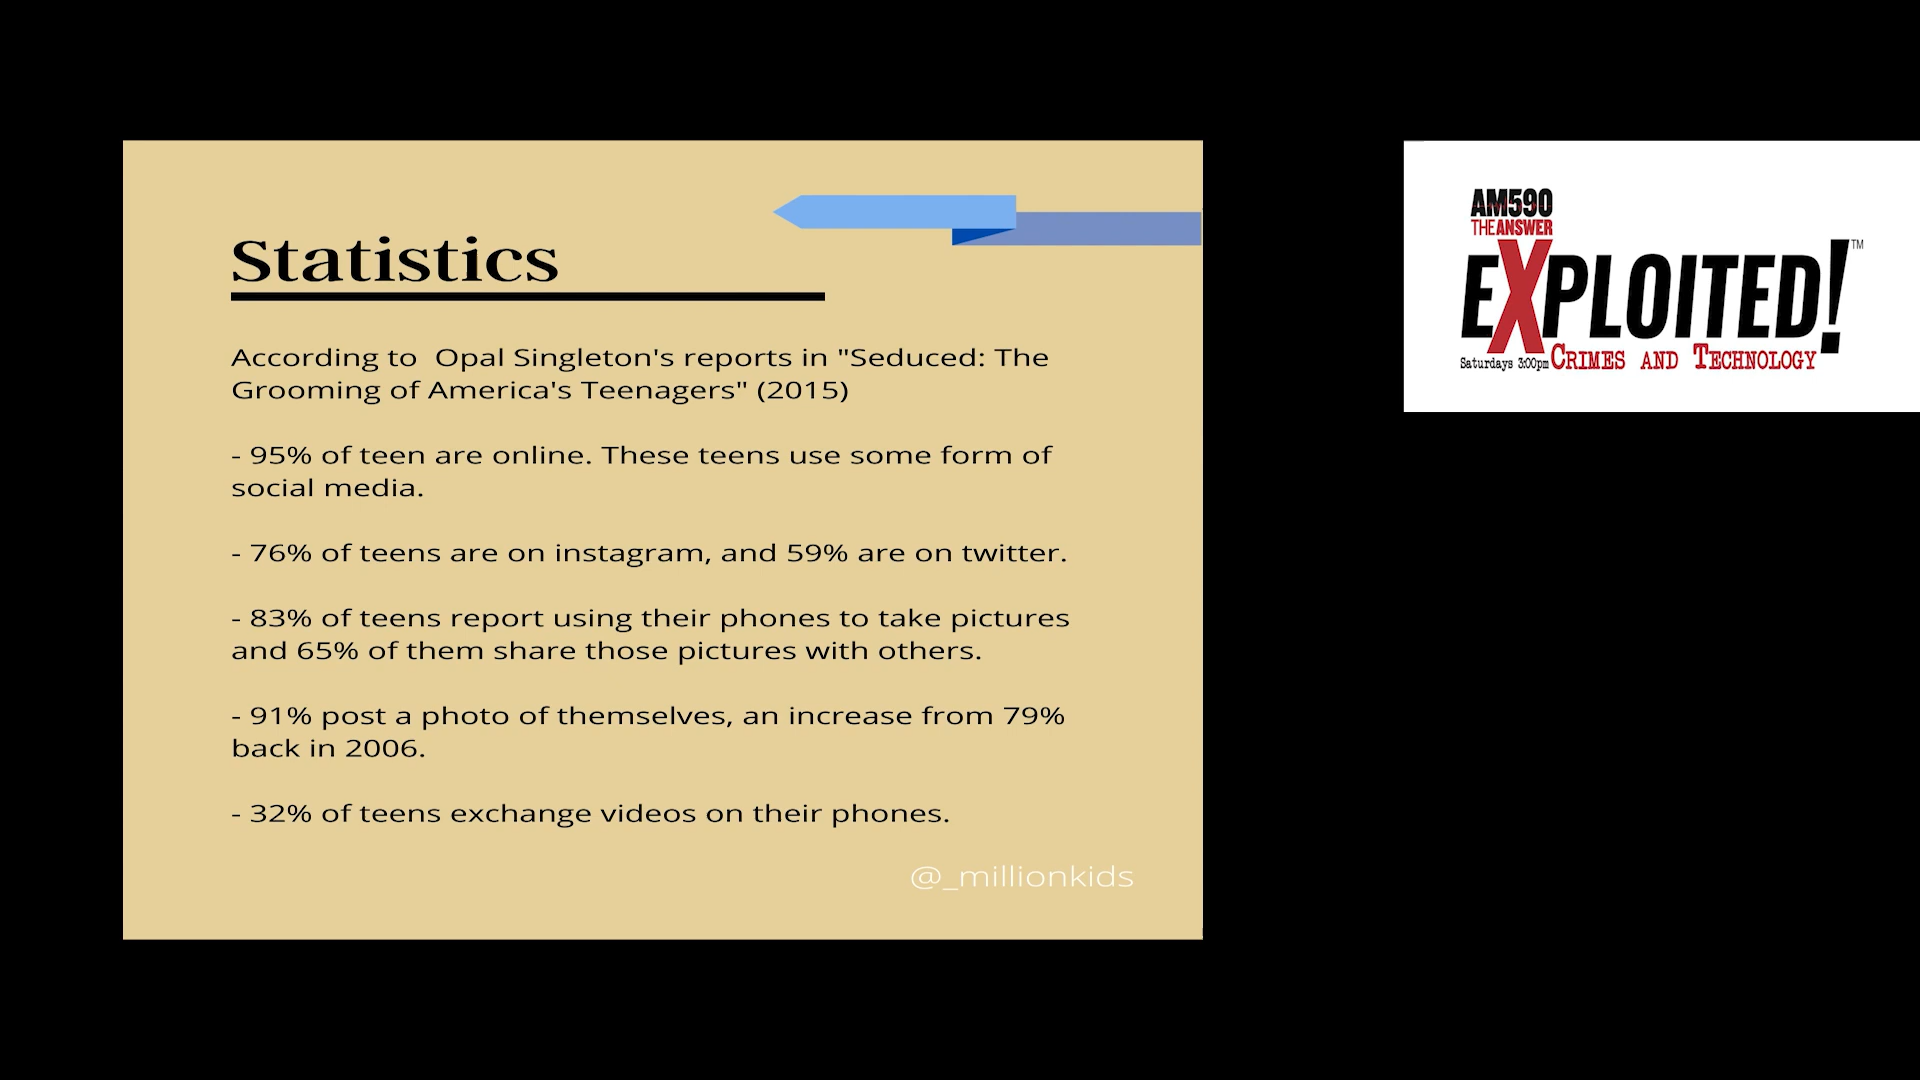 Statistics
According to  Opal Singleton's reports in "Seduced: The
Grooming of America's Teenagers" (2015)
- 95% of teen are online. These teens use some form of
social media.
- 76% of teens are on instagram, and 59% are on twitter.
- 83% of teens report using their phones to take pictures
and 65% of them share those pictures with others.
- 91% post a photo of themselves, an increase from 79%
back in 2006.
- 32% of teens exchange videos on their phones.
@_millionkids
AM590
THE ANSWER
EXPLOITED!™
Saturdays 3:00pm CRIMES AND TECHNOLOGY